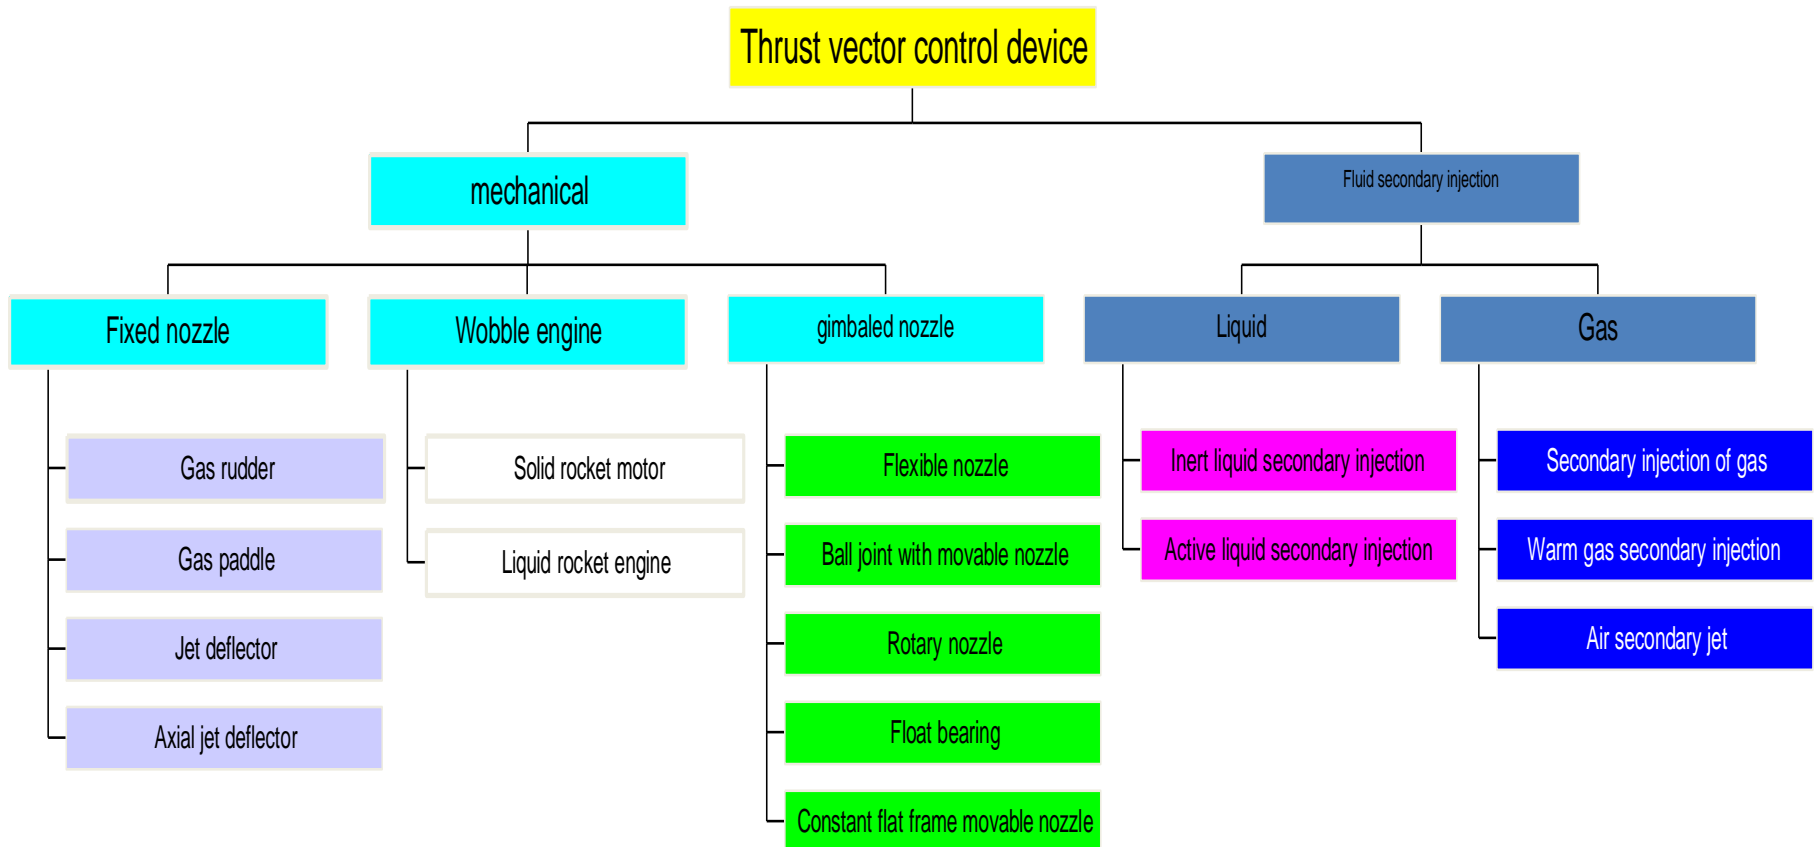 Thrust vector control device
mechanical
Fluid secondary injection
Fixed nozzle
Wobble engine
gimbaled nozzle
Liquid
Gas
Gas rudder
Gas paddle
Jet deflector
Axial jet deflector
Solid rocket motor
Liquid rocket engine
Flexible nozzle
Ball joint with movable nozzle
Rotary nozzle
Float bearing
Constant flat frame movable nozzle
Inert liquid secondary injection
Active liquid secondary injection
Secondary injection of gas
Warm gas secondary injection
Air secondary jet